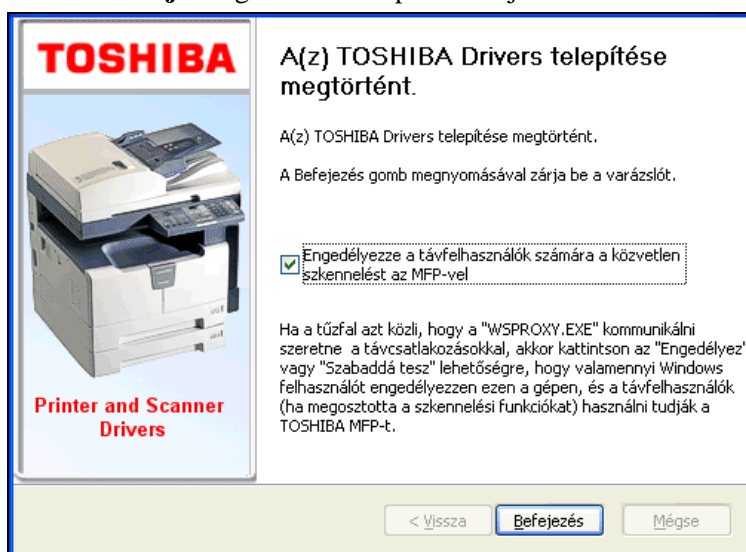 TOSHIBA
Printer and Scanner
Drivers
A(z) TOSHIBA Drivers telepítése
megtörtént.
A(z) TOSHIBA Drivers telepítése megtörtént.
A Befejezés gomb megnyomásával zárja be a varázslót.
Engedélyezze a távfelhasználók számára a közvetlen
szkennelést az MFP-vel
Ha a tűzfal azt közli, hogy a "WSPROXY.EXE" kommunikálni
szeretne a távcsatlakozásokkal, akkor kattintson az "Engedélyez"
vagy "Szabaddá tesz" lehetőségre, hogy valamennyi Windows
felhasználót engedélyezzen ezen a gépen, és a távfelhasználók
(ha megosztotta a szkennelési funkciókat) használni tudják a
TOSHIBA MFP-t.
< Vissza
Befejezés
Mégse